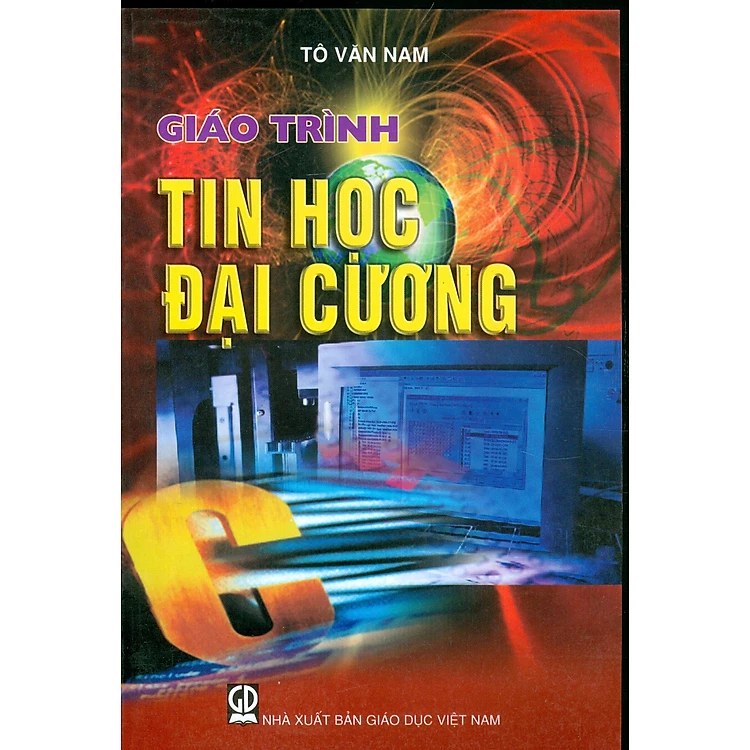 TÔ VĂN NAM
GIÁO TRÌNH
TIN HỌC
ĐẠI CƯƠNG
C
GD
NHÀ XUẤT BẢN GIÁO DỤC VIỆT NAM